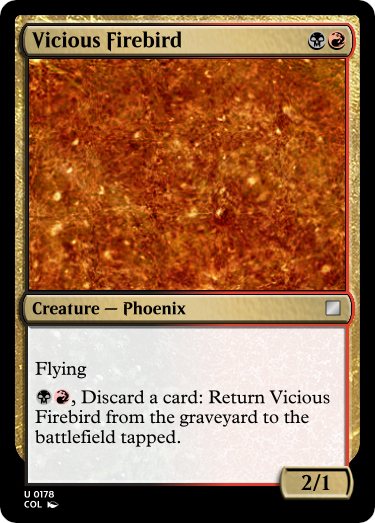 Vicious Firebird
Creature — Phoenix
Flying
, Discard a card: Return Vicious
Firebird from the graveyard to the
battlefield tapped.
2/1
U 0178
COL